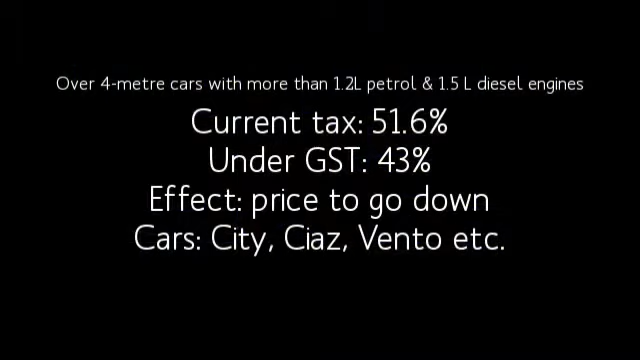 Over 4-metre cars with more than 1.2L petrol & 1.5 L diesel engines
Current tax: 51.6%
Under GST: 43%
Effect: price to go down
Cars: City, Ciaz, Vento etc.